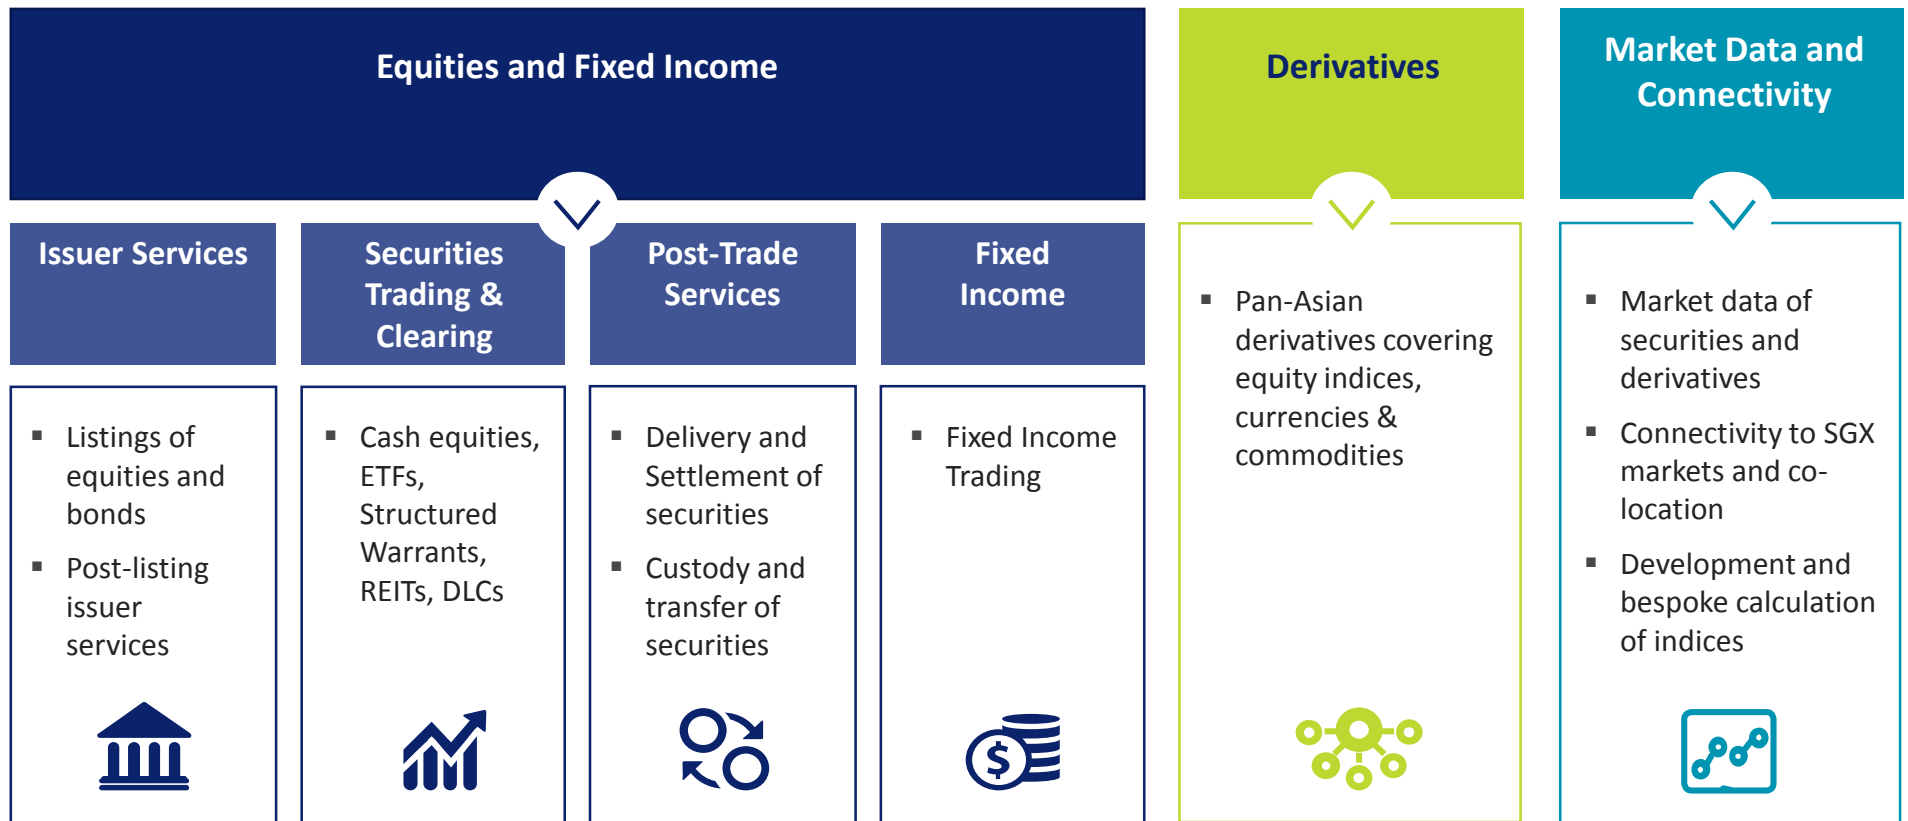 Equities and Fixed Income
Derivatives
Market Data and
Connectivity
Issuer Services
Securities
Trading &
Clearing
Post-Trade
Services
Fixed
Income
▪ Listings of
equities and
bonds
▪ Post-listing
issuer
services
▪ Cash equities,
ETFs,
Structured
Warrants,
REITs, DLCs
▪ Delivery and
Settlement of
securities
▪ Custody and
transfer of
securities
▪ Fixed Income
Trading
▪ Pan-Asian
derivatives covering
equity indices,
currencies &
commodities
▪ Market data of
securities and
derivatives
▪ Connectivity to SGX
markets and co-
location
▪ Development and
bespoke calculation
of indices
$